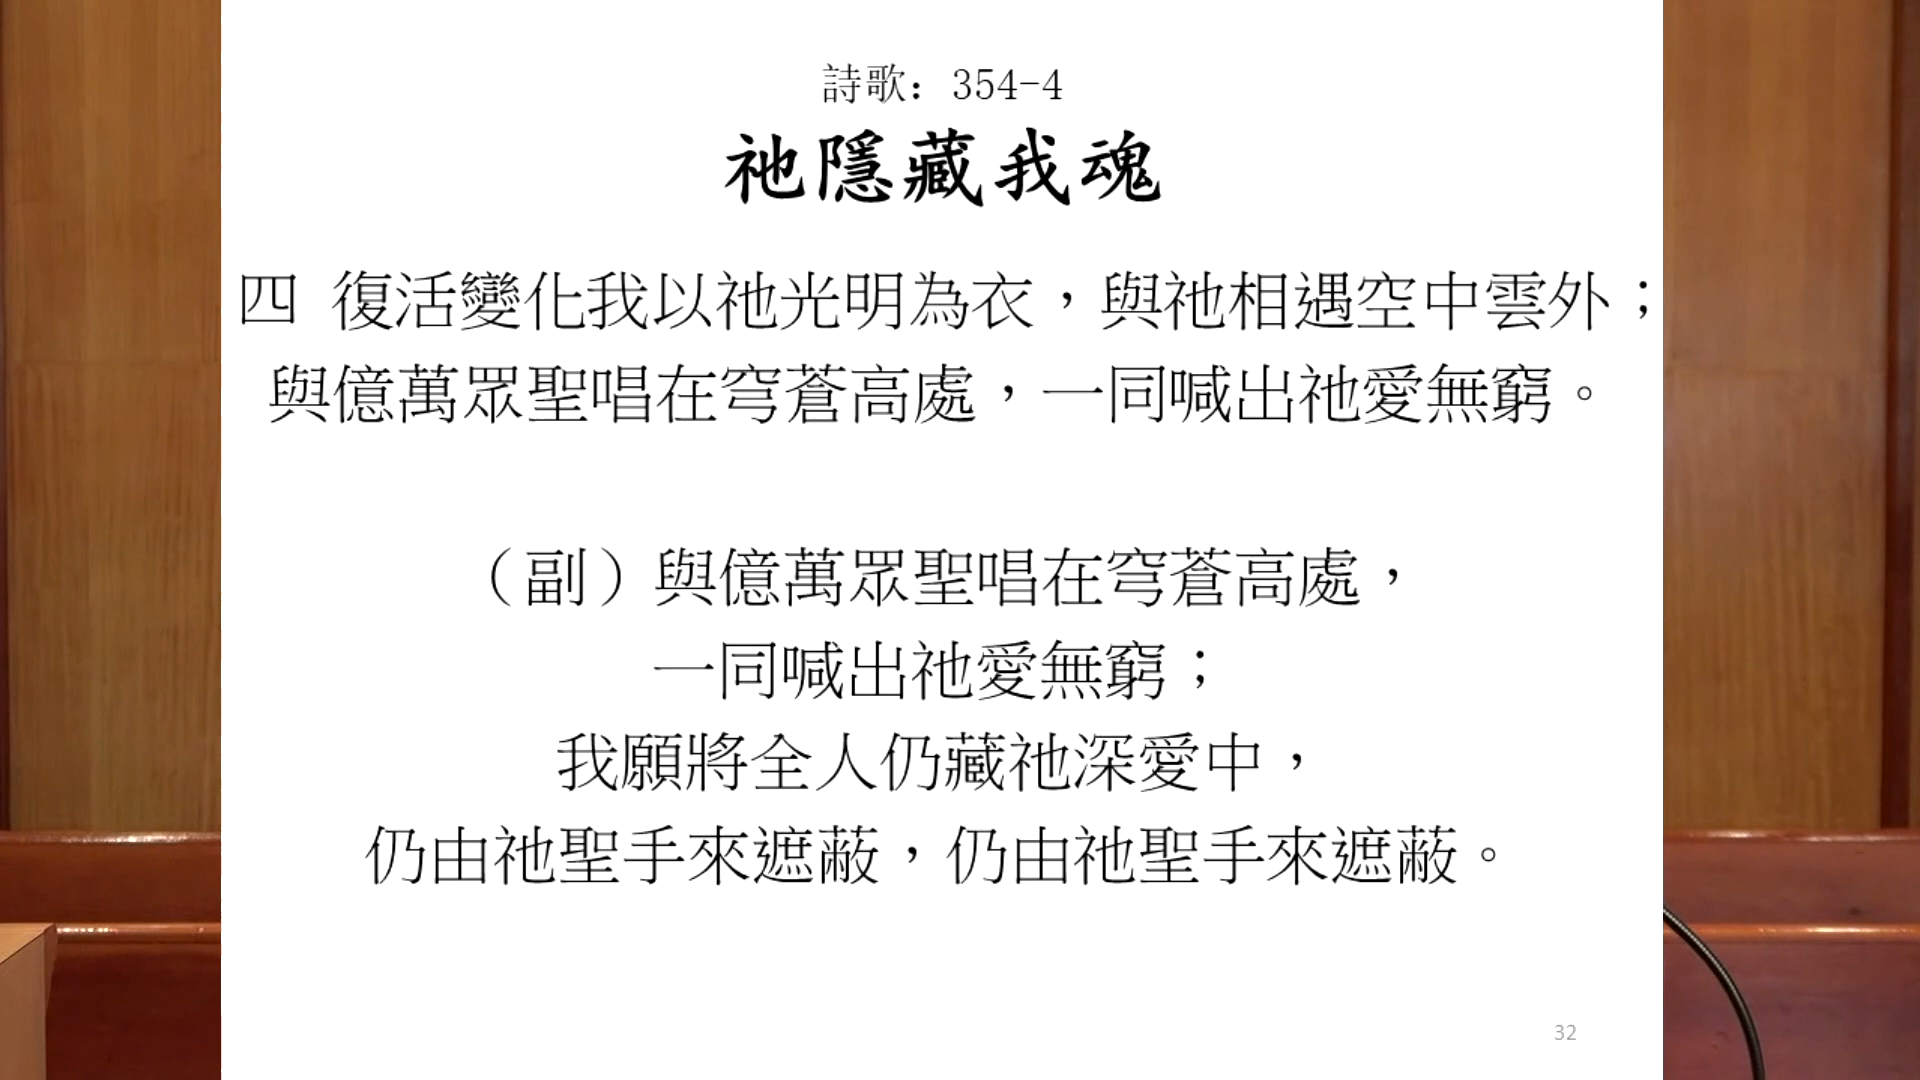 詩歌：354-4
祂隱藏我魂
四 復活變化我以祂光明為衣，與祂相遇空中雲外；
與億萬眾聖唱在穹蒼高處，一同喊出祂愛無窮。
（副）與億萬眾聖唱在穹蒼高處，
一同喊出祂愛無窮；
我願將全人仍藏祂深愛中，
仍由祂聖手來遮蔽，仍由祂聖手來遮蔽。
32